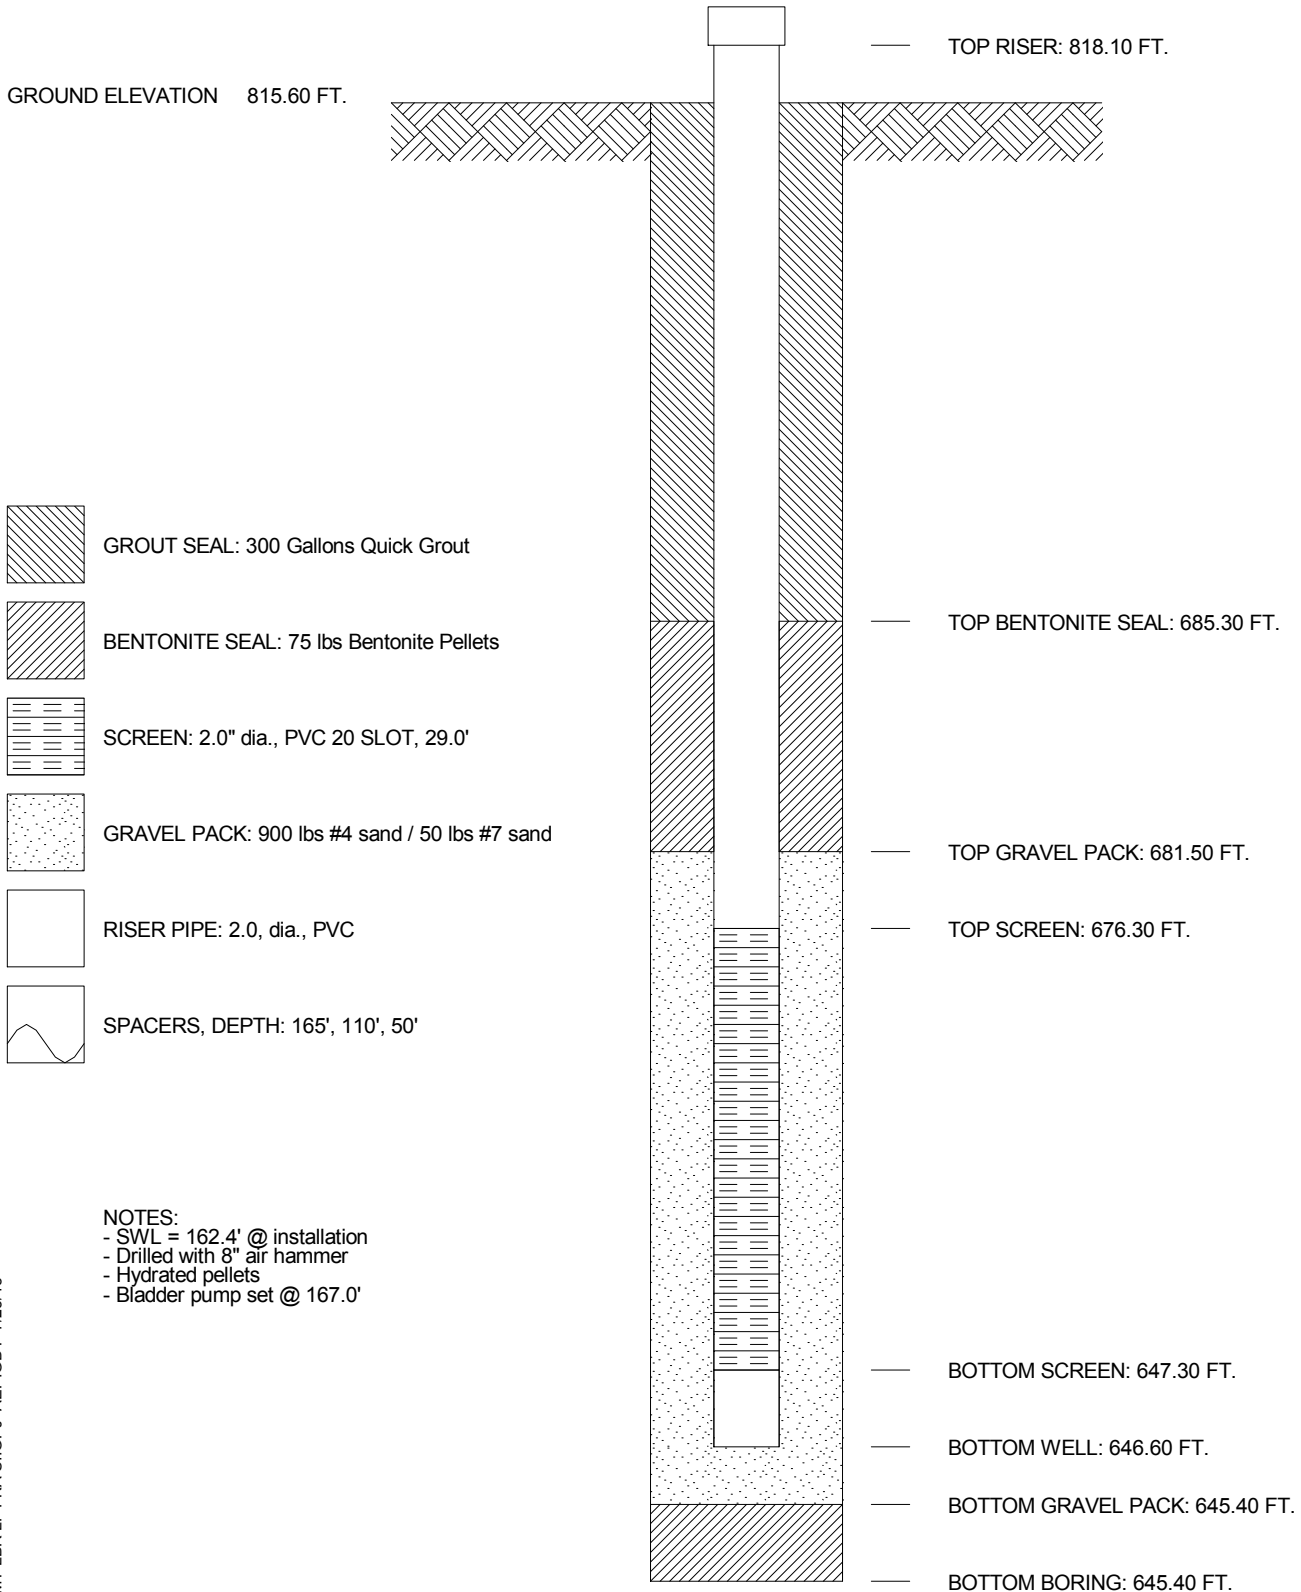 TOP RISER: 818.10 FT.
GROUND ELEVATION 815.60 FT.
GROUT SEAL: 300 Gallons Quick Grout
TOP BENTONITE SEAL: 685.30 FT.
BENTONITE SEAL: 75 lbs Bentonite Pellets
SCREEN: 2.0" dia., PVC 20 SLOT, 29.0'
GRAVEL PACK: 900 lbs #4 sand / 50 lbs #7 sand
TOP GRAVEL PACK: 681.50 FT.
RISER PIPE: 2.0, dia., PVC
TOP SCREEN: 676.30 FT.
SPACERS, DEPTH: 165', 110', 50'
NOTES:
- SWL = 162.4' @ installation
- Drilled with 8" air hammer
- Hydrated pellets
- Bladder pump set @ 167.0'
BOTTOM SCREEN: 647.30 FT.
BOTTOM WELL: 646.60 FT.
BOTTOM GRAVEL PACK: 645.40 FT.
BOTTOM BORING: 645.40 FT.